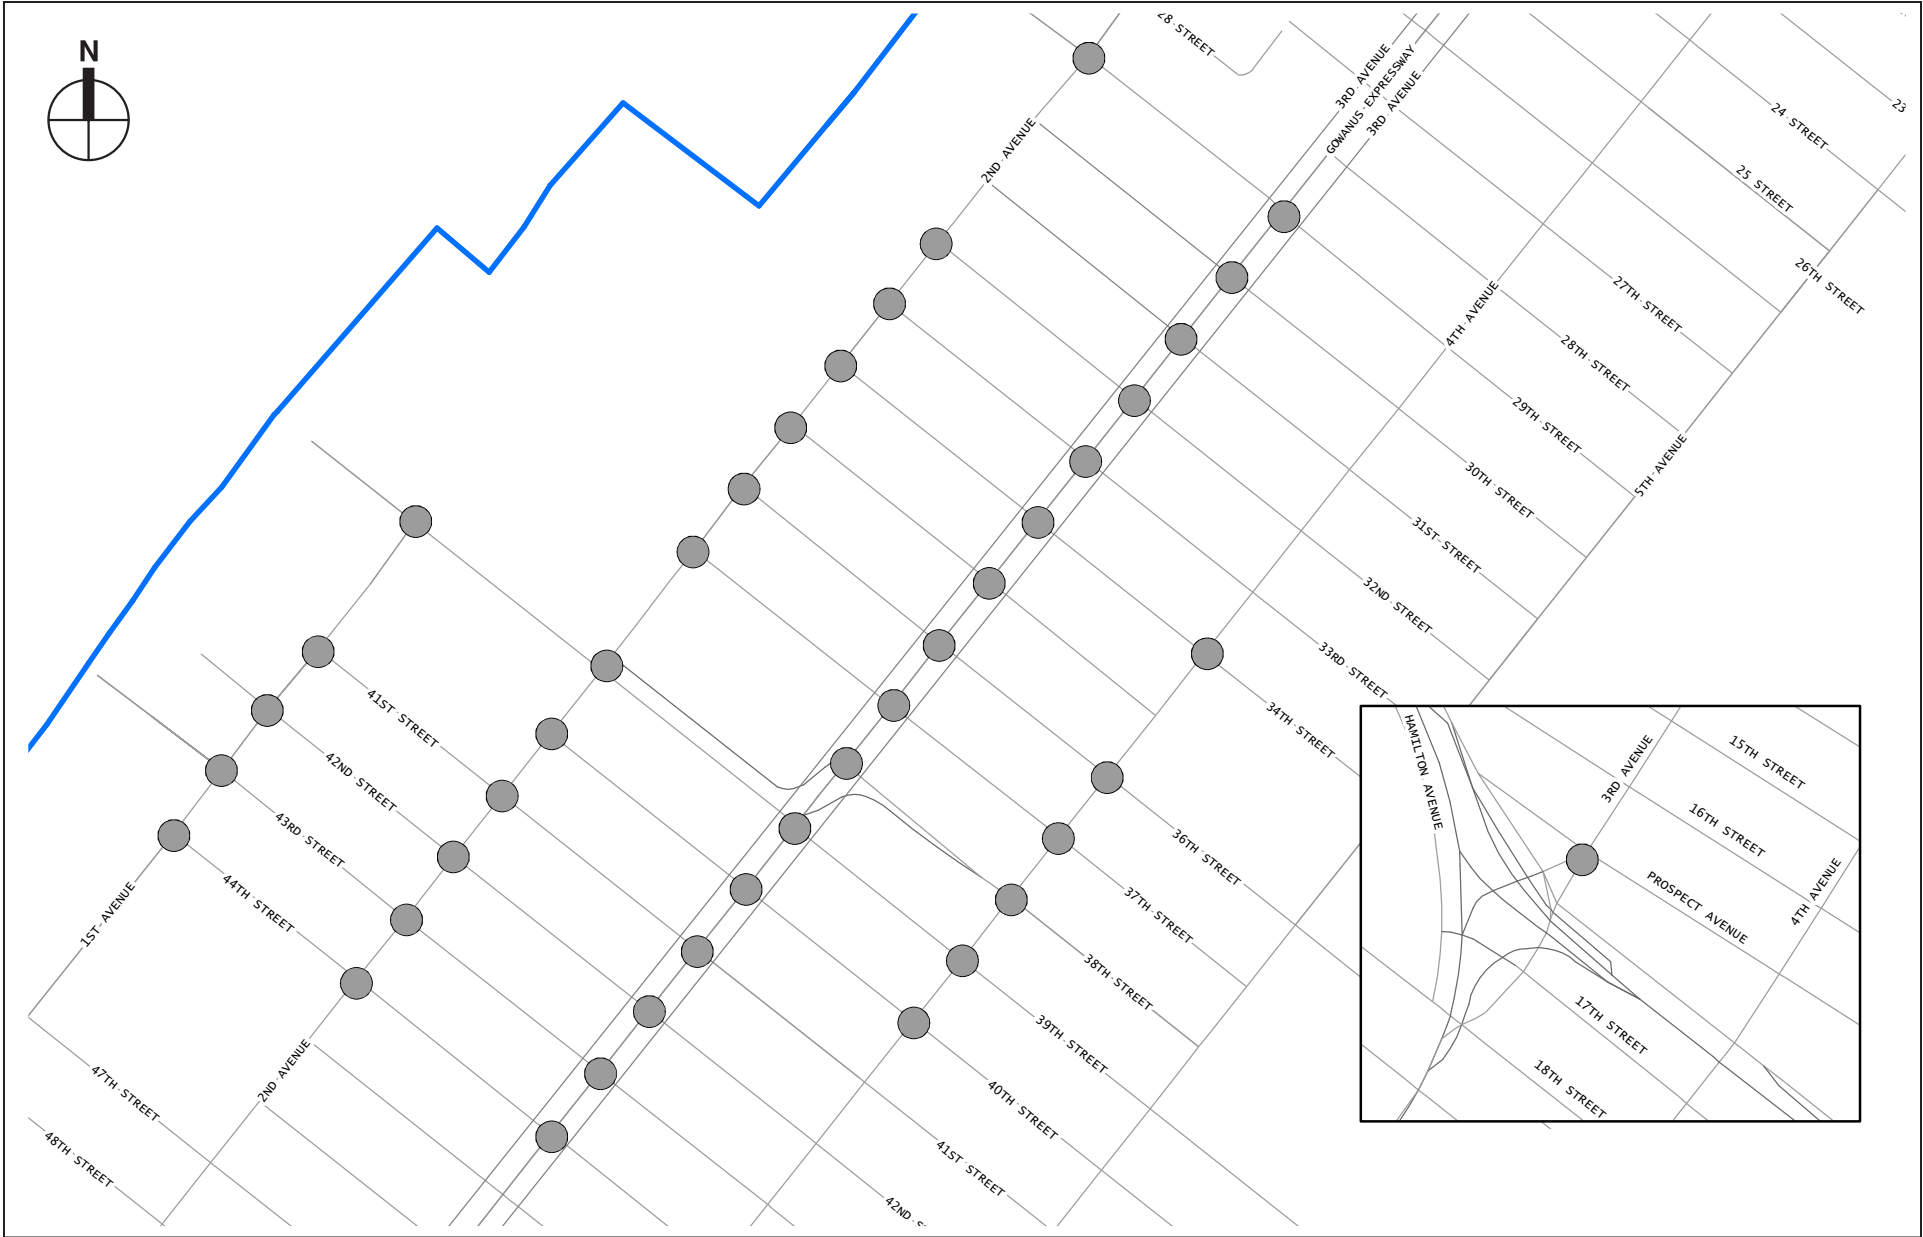 N
28 STREET
3RD AVENUE
GOWANUS EXPRESSWAY
3RD AVENUE
23
24 STREET
25 STREET
2ND AVENUE
26TH STREET
27TH STREET
4TH AVENUE
28TH STREET
29TH STREET
5TH AVENUE
30TH STREET
31ST STREET
32ND STREET
33RD STREET
34TH STREET
41ST STREET
42ND STREET
43RD STREET
44TH STREET
36TH STREET
37TH STREET
38TH STREET
39TH STREET
40TH STREET
41ST STREET
42ND S
1ST AVENUE
2ND AVENUE
47TH STREET
48TH STREET
HAMILTON AVENUE
3RD AVENUE
15TH STREET
16TH STREET
PROSPECT AVENUE
4TH AVENUE
17TH STREET
18TH STREET